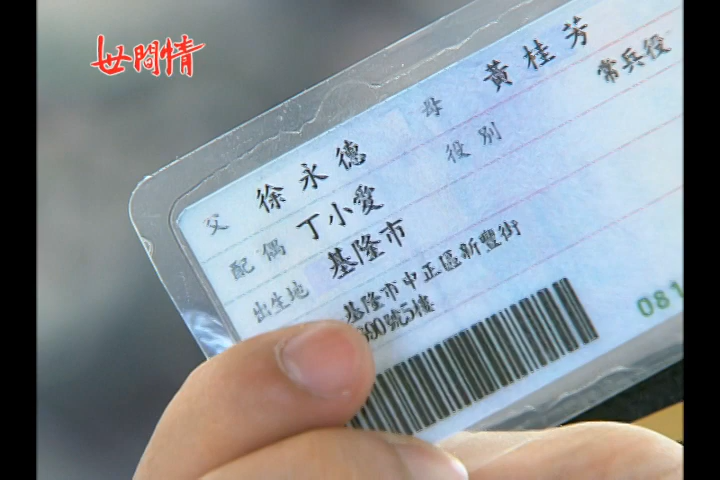 世間情
父 徐永德 母 黃桂芳
配偶 丁小愛 役別 常兵役
出生地 基隆市
基隆市中正區新豐街
390號5樓
081